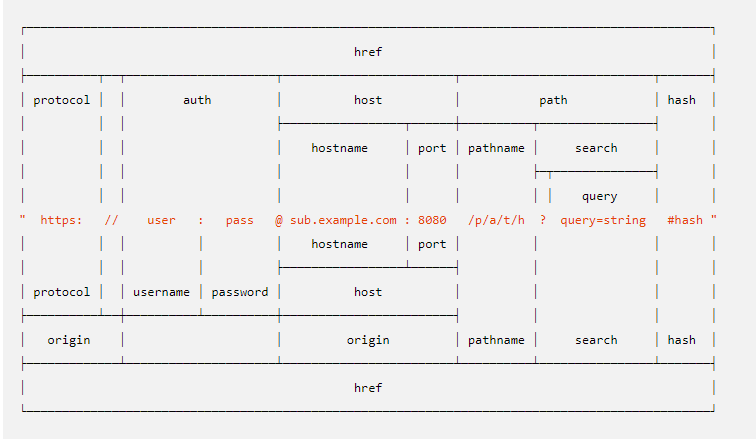 href
protocol auth host path hash
hostname port pathname search
query
" https: // user : pass @ sub.example.com : 8080 /p/a/t/h ? query=string #hash "
hostname port
protocol username password host
origin origin pathname search hash
href